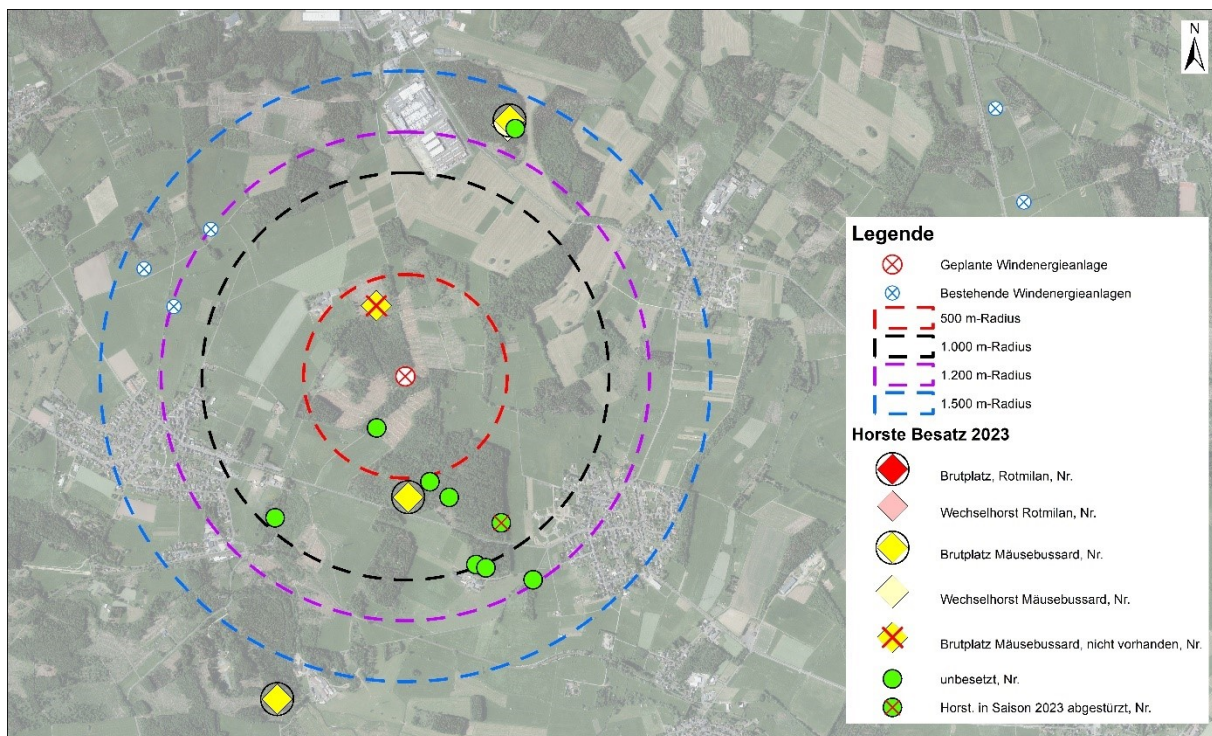 N
Legende
Geplante Windenergieanlage
Bestehende Windenergieanlagen
500 m-Radius
1.000 m-Radius
1.200 m-Radius
1.500 m-Radius
Horste Besatz 2023
Brutplatz, Rotmilan, Nr.
Wechselhorst Rotmilan, Nr.
Brutplatz Mäusebussard, Nr.
Wechselhorst Mäusebussard, Nr.
Brutplatz Mäusebussard, nicht vorhanden, Nr.
unbesetzt, Nr.
Horst. in Saison 2023 abgestürzt, Nr.